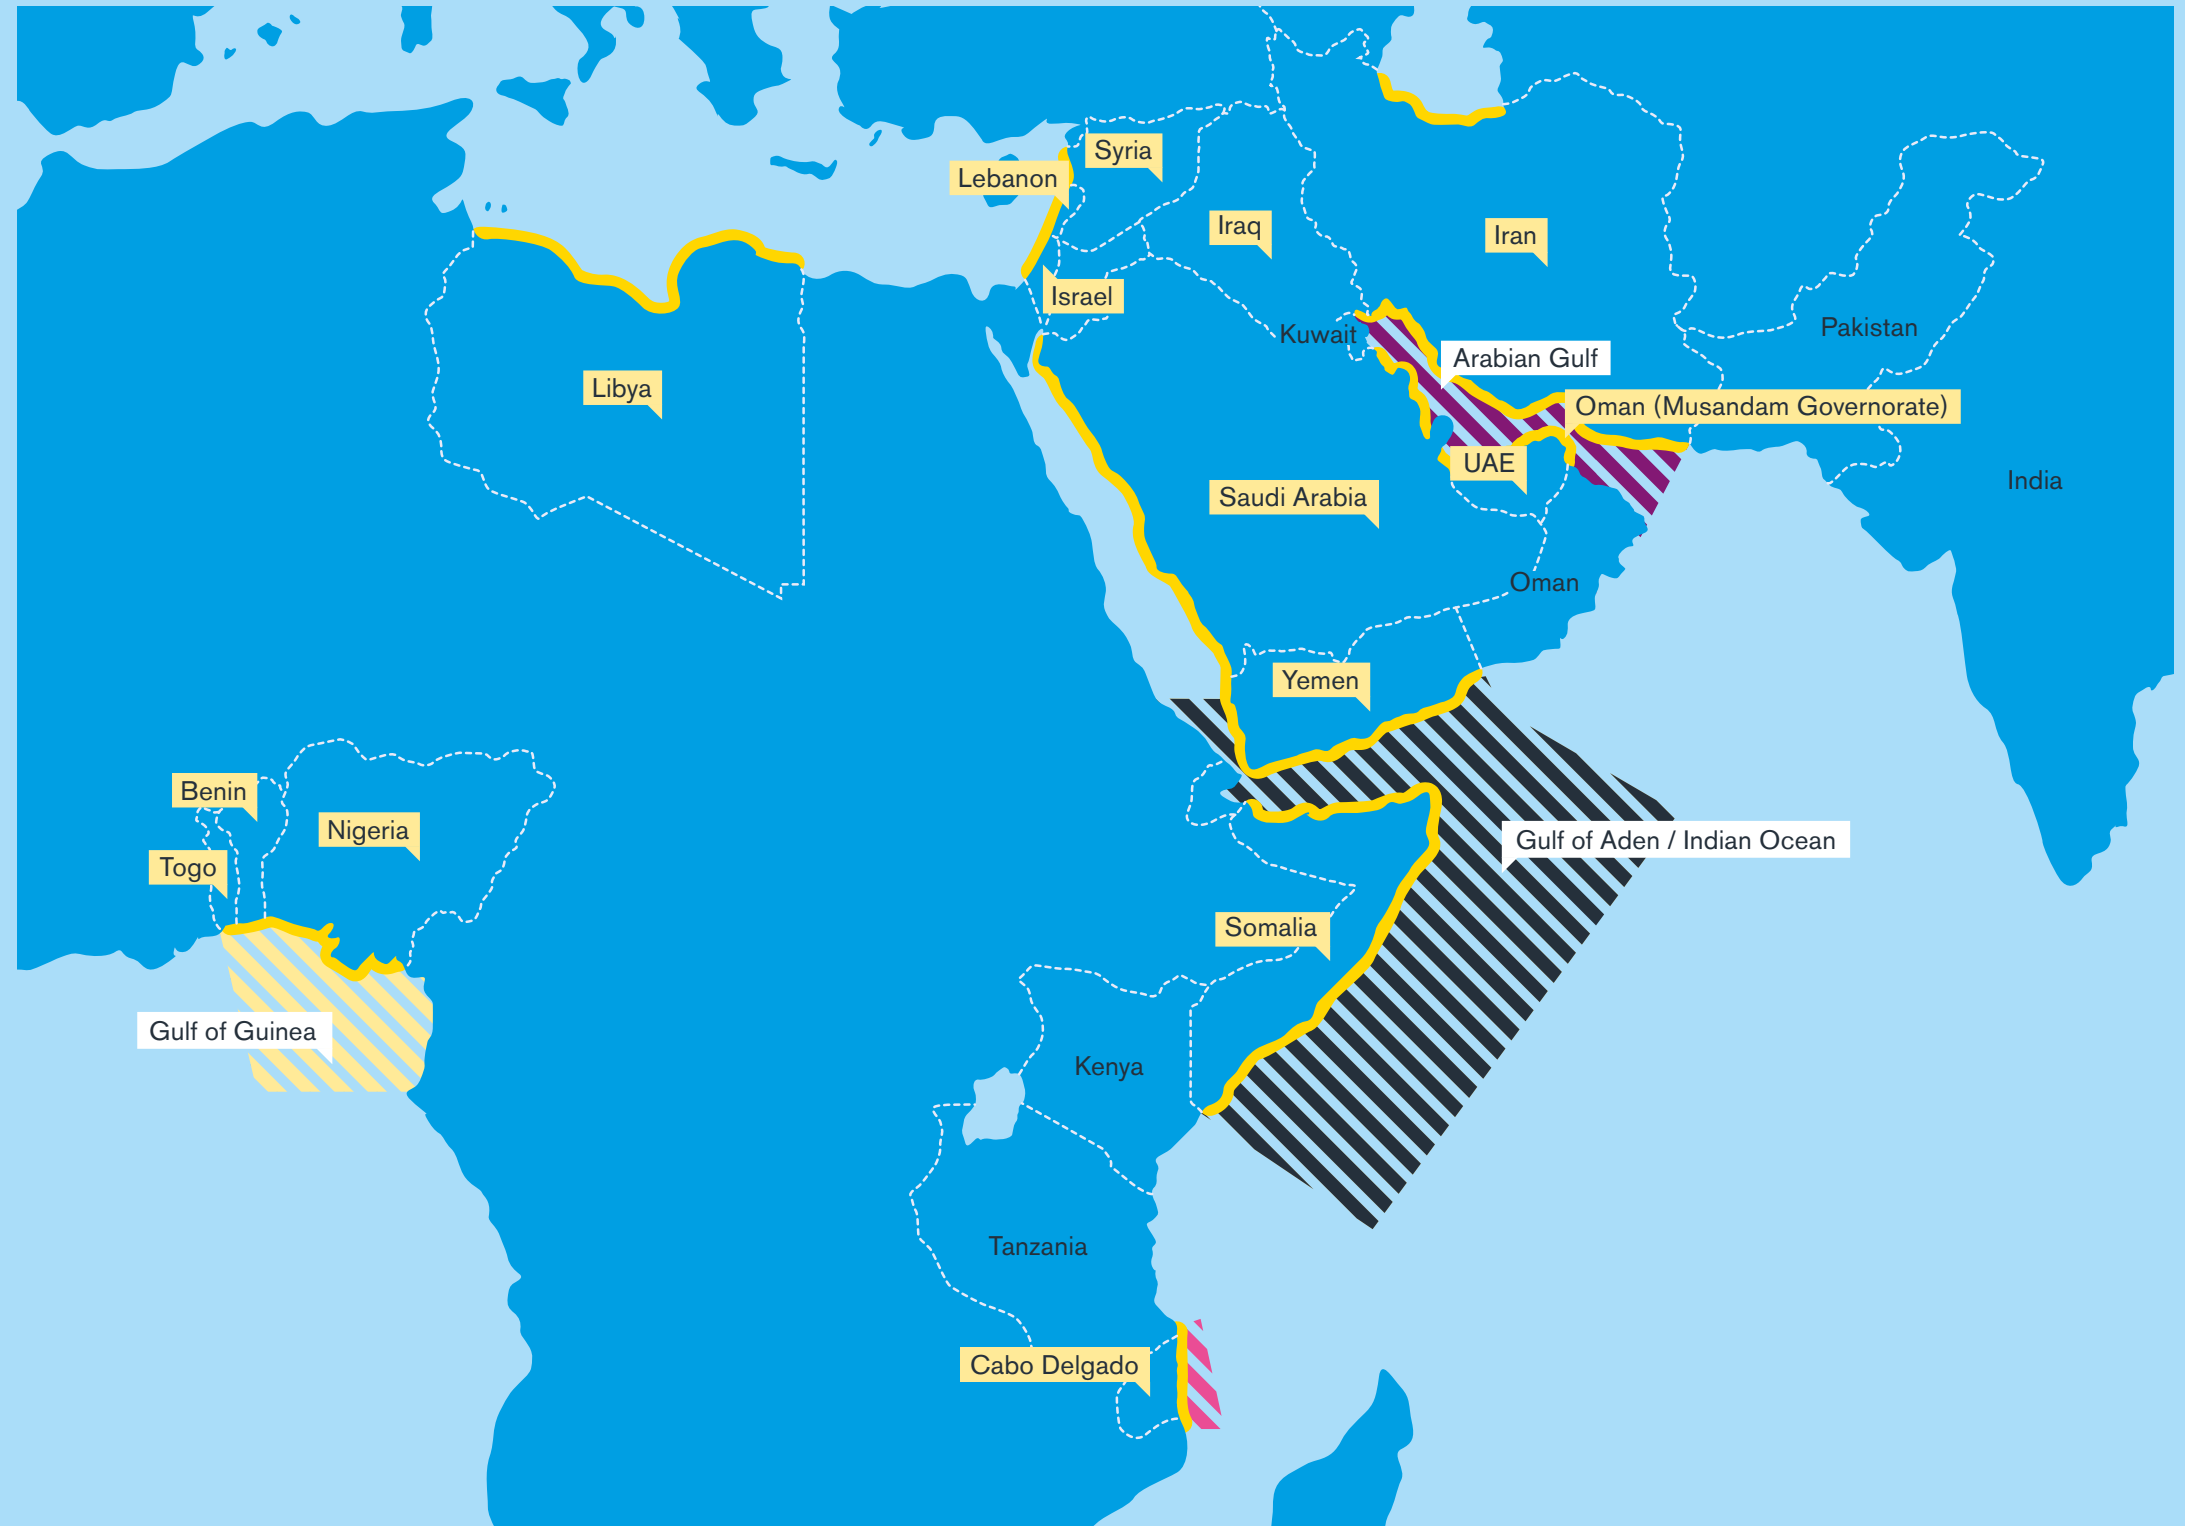 Syria
Lebanon
Iraq
Iran
Israel
Kuwait
Pakistan
Arabian Gulf
Libya
Oman (Musandam Governorate)
UAE
India
Saudi Arabia
Oman
Yemen
Benin
Nigeria
Gulf of Aden / Indian Ocean
Togo
Somalia
Gulf of Guinea
Kenya
Tanzania
Cabo Delgado